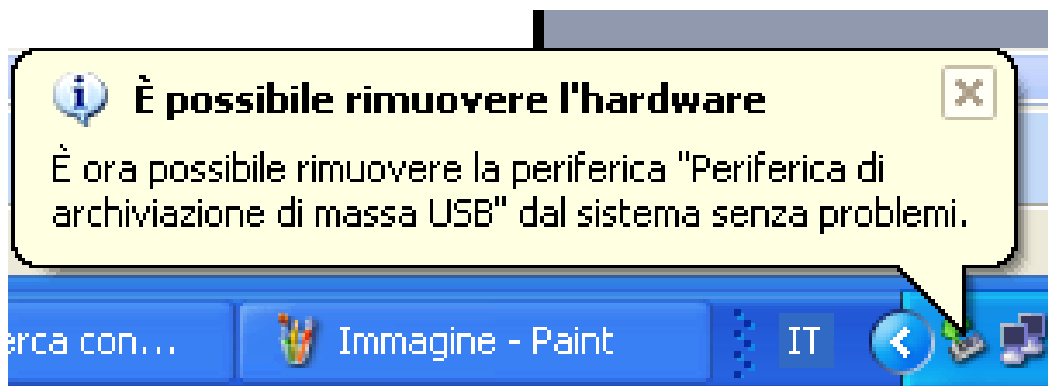 È possibile rimuovere l'hardware
È ora possibile rimuovere la periferica "Periferica di
archiviazione di massa USB" dal sistema senza problemi.
erca con...
Immagine - Paint
IT